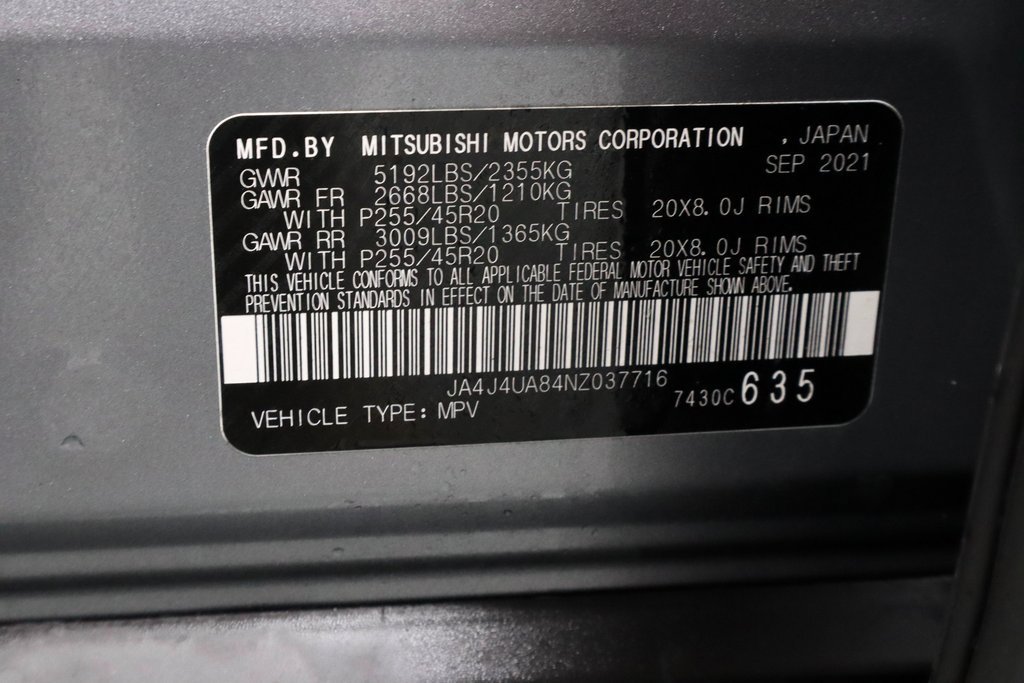 MFD.BY MITSUBISHI MOTORS CORPORATION , JAPAN
SEP 2021
GVWR 5192LBS/2355KG
GAWR FR 2668LBS/1210KG
WITH P255/45R20 TIRES 20X8.0J RIMS
GAWR RR 3009LBS/1365KG
WITH P255/45R20 TIRES 20X8.0J RIMS
THIS VEHICLE CONFORMS TO ALL APPLICABLE FEDERAL MOTOR VEHICLE SAFETY AND THEFT
PREVENTION STANDARDS IN EFFECT ON THE DATE OF MANUFACTURE SHOWN ABOVE.
JA4J4UA84NZ037716
7430C 635
VEHICLE TYPE: MPV